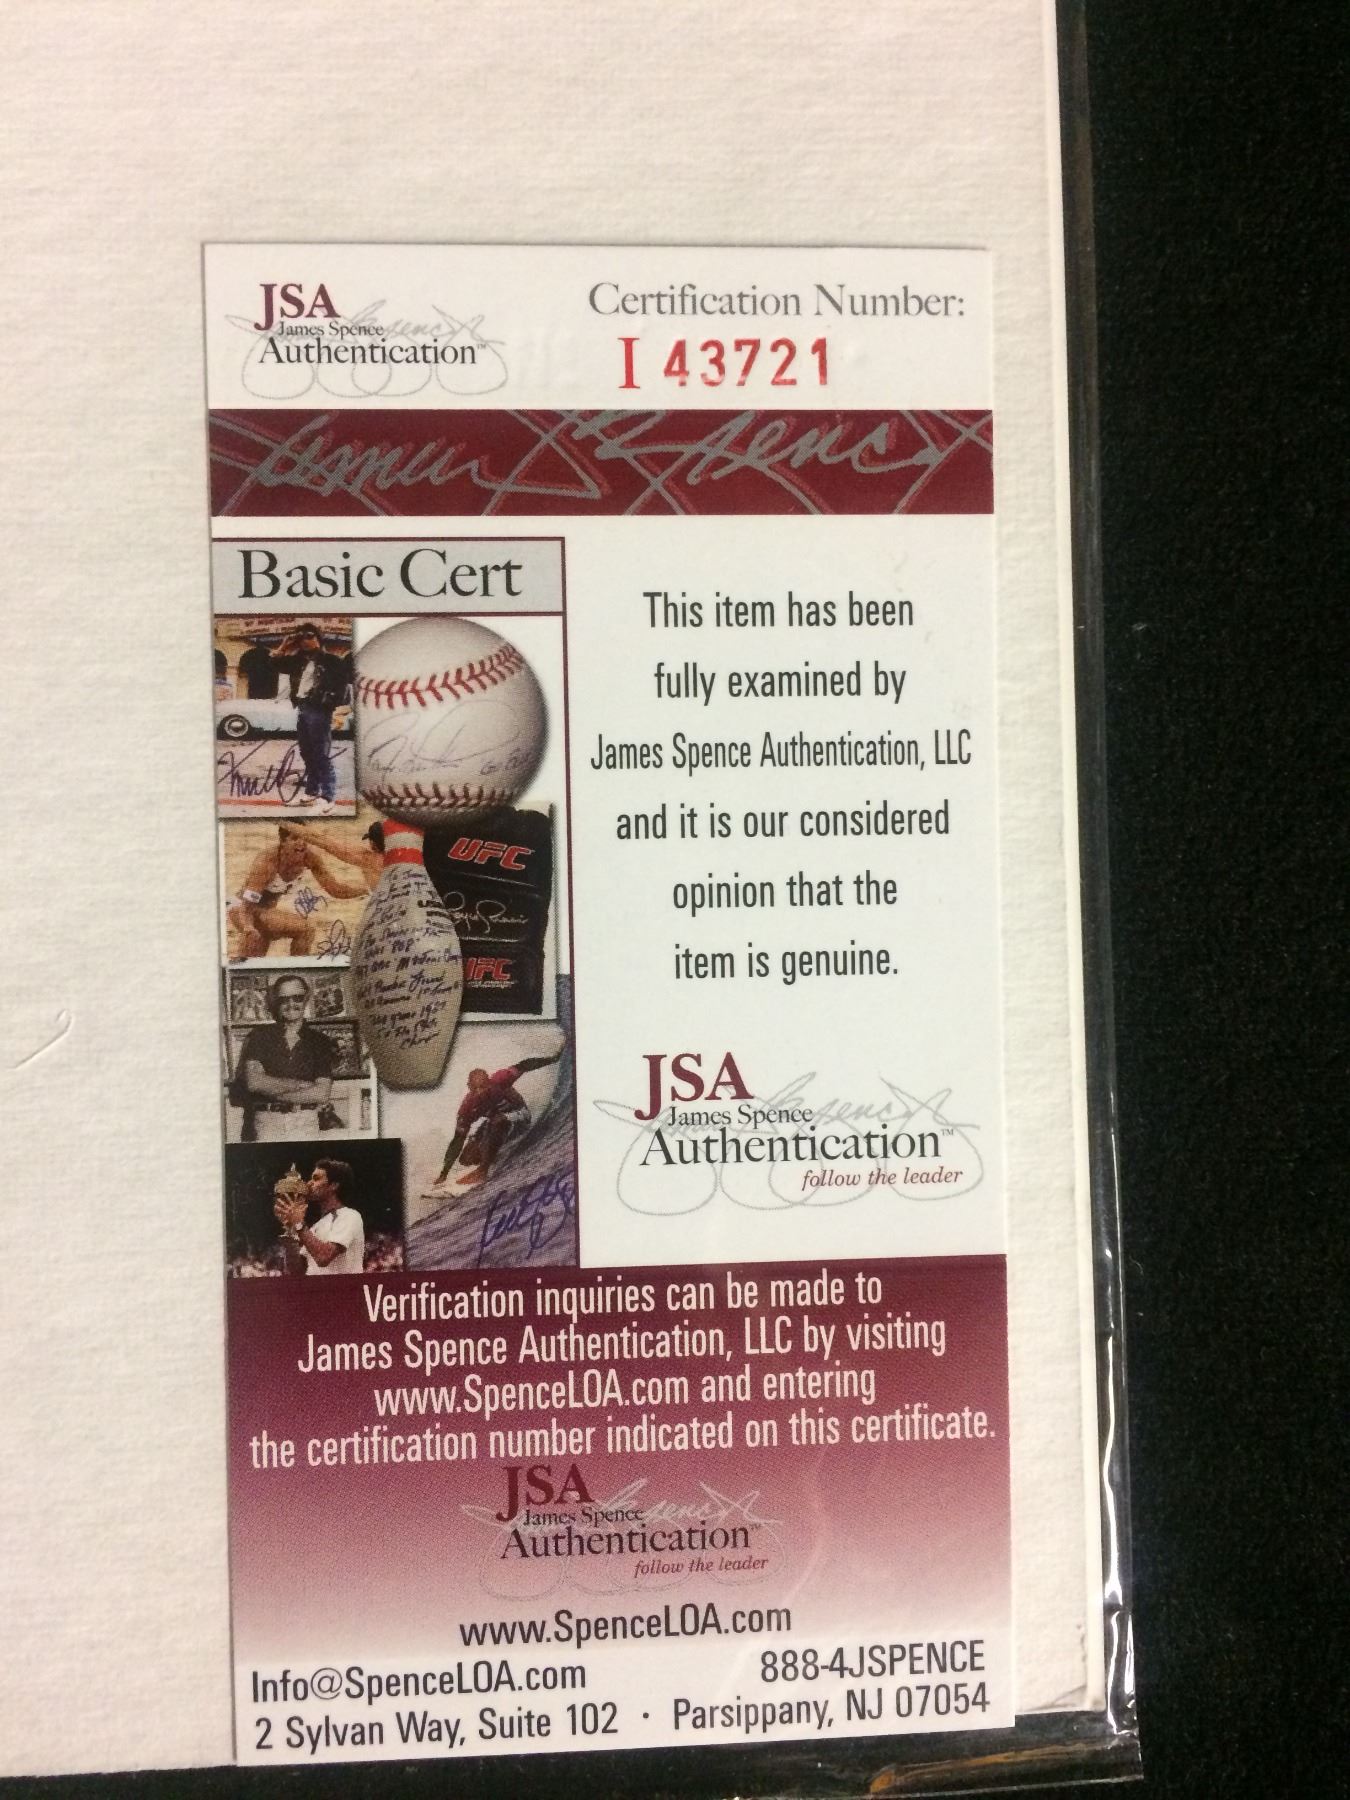 JSA
James Spence
Authentication™
Certification Number:
I 43721
Basic Cert
UFC
UFC
This item has been
fully examined by
James Spence Authentication, LLC
and it is our considered
opinion that the
item is genuine.
JSA
James Spence
Authentication™
follow the leader
Verification inquiries can be made to
James Spence Authentication, LLC by visiting
www.SpenceLOA.com and entering
the certification number indicated on this certificate.
JSA
James Spence
Authentication™
follow the leader
www.SpenceLOA.com
Info@SpenceLOA.com 888-4JSPENCE
2 Sylvan Way, Suite 102 · Parsippany, NJ 07054